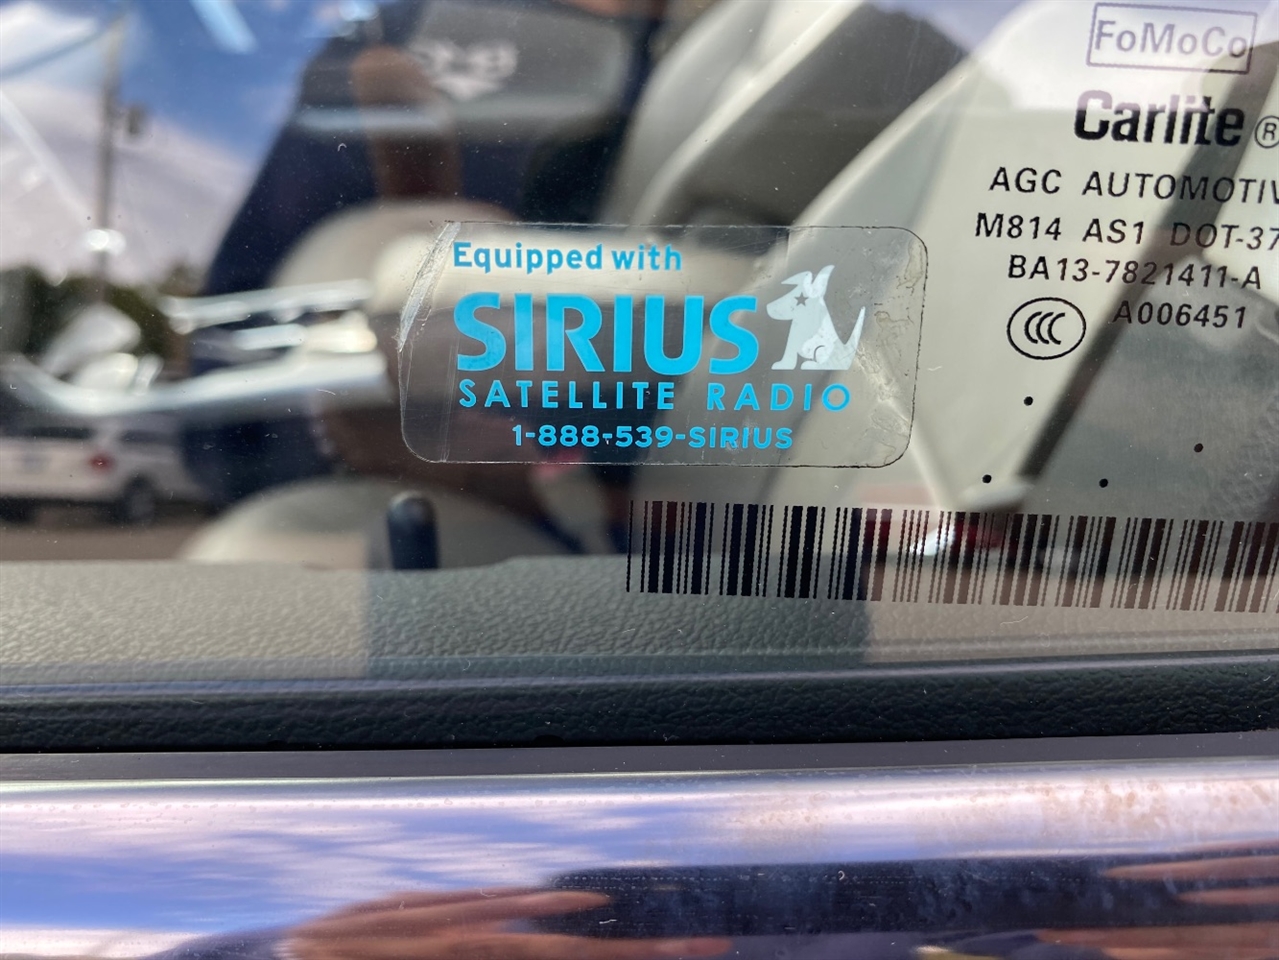 FoMoCo
Carlite®
AGC AUTOMOTIV
M814 AS1 DOT-37
BA13-7821411-A
A006451
Equipped with
SIRIUS
SATELLITE RADIO
1-888-539-SIRIUS